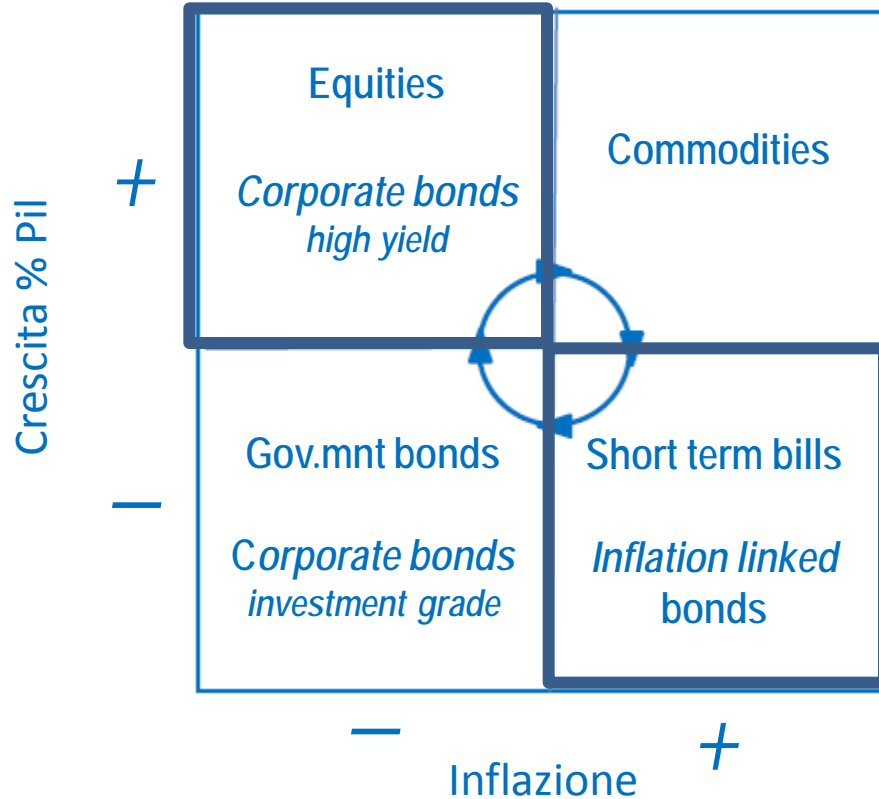 Crescita % Pil
+
Equities
Corporate bonds
high yield
Commodities
−
Gov.mnt bonds
Corporate bonds
investment grade
Short term bills
Inflation linked
bonds
−
+
Inflazione